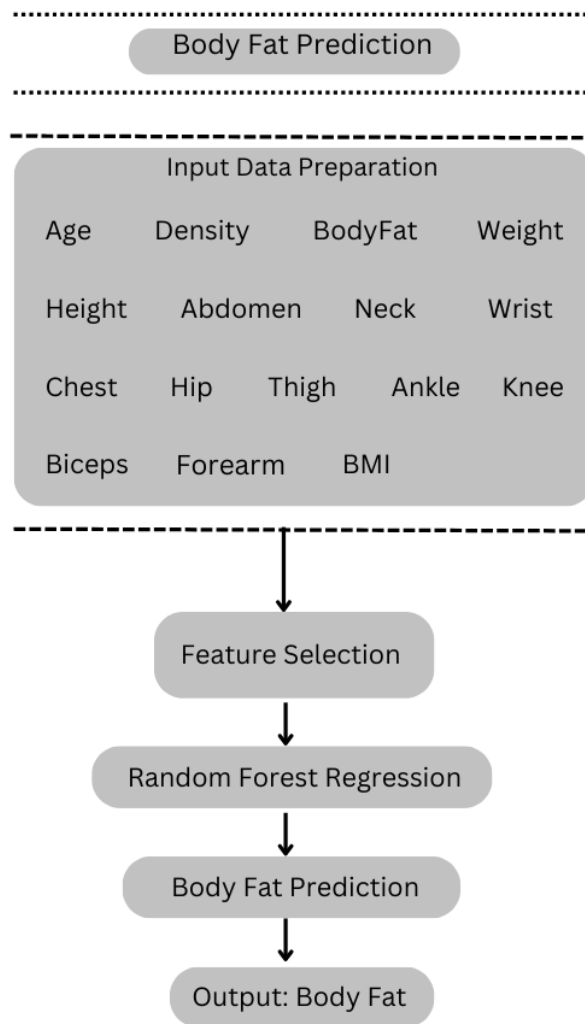 Body Fat Prediction
Input Data Preparation
Age Density BodyFat Weight
Height Abdomen Neck Wrist
Chest Hip Thigh Ankle Knee
Biceps Forearm BMI
Feature Selection
Random Forest Regression
Body Fat Prediction
Output: Body Fat